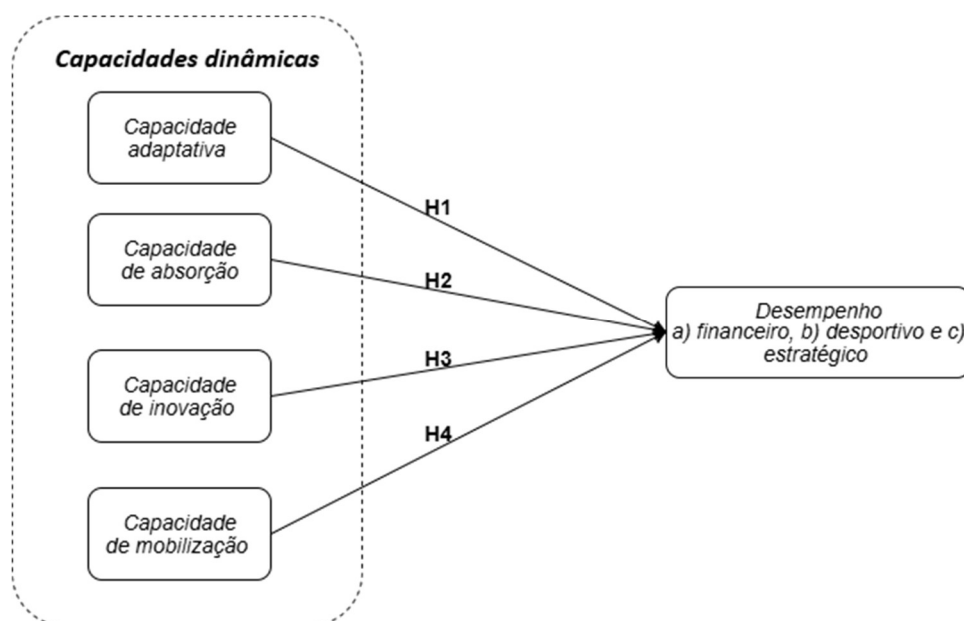 Capacidades dinâmicas
Capacidade
adaptativa
H1
Capacidade
de absorção
H2
Desempenho
a) financeiro, b) desportivo e c)
estratégico
Capacidade
de inovação
H3
H4
Capacidade
de mobilização